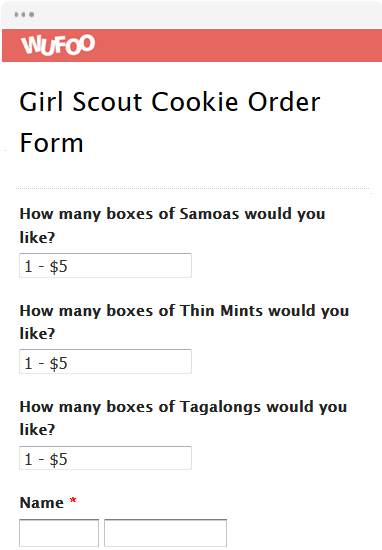 WUFOO
Girl Scout Cookie Order
Form
How many boxes of Samoas would you
like?
1 - $5
How many boxes of Thin Mints would you
like?
1 - $5
How many boxes of Tagalongs would you
like?
1 - $5
Name *